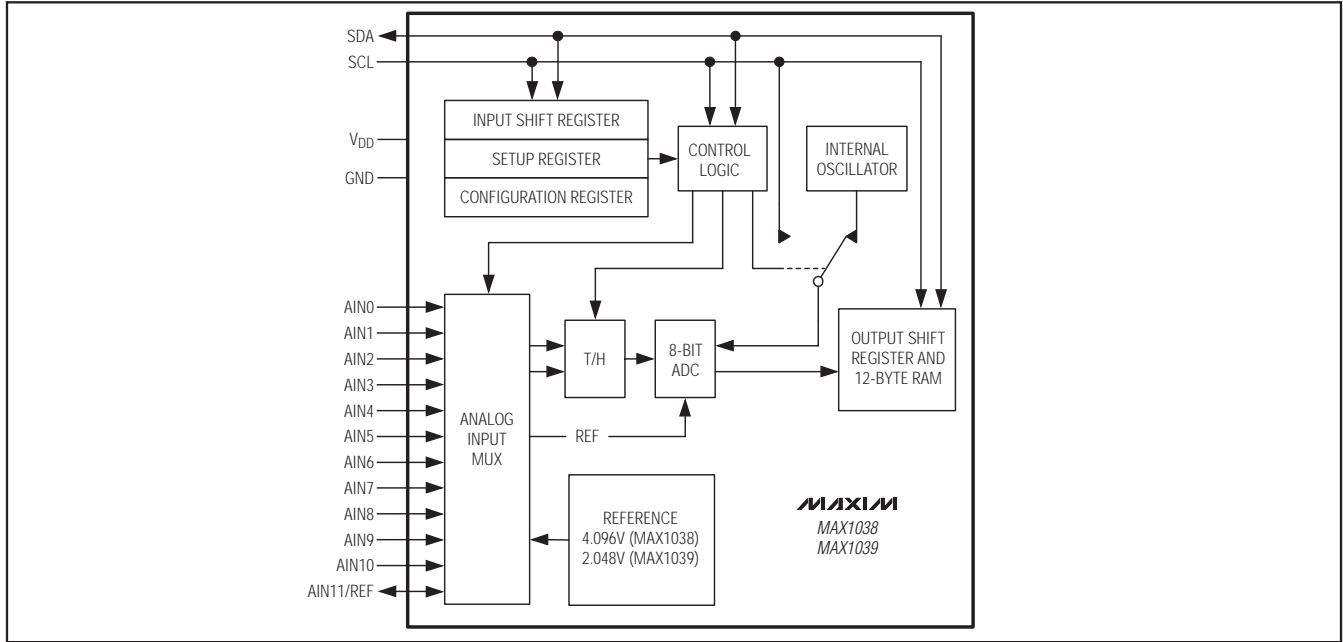 SDA
SCL
VDD
GND
INPUT SHIFT REGISTER
SETUP REGISTER
CONFIGURATION REGISTER
CONTROL
LOGIC
INTERNAL
OSCILLATOR
AIN0
AIN1
AIN2
AIN3
AIN4
AIN5
AIN6
AIN7
AIN8
AIN9
AIN10
AIN11/REF
ANALOG
INPUT
MUX
T/H
8-BIT
ADC
REF
OUTPUT SHIFT
REGISTER AND
12-BYTE RAM
REFERENCE
4.096V (MAX1038)
2.048V (MAX1039)
MAXIM
MAX1038
MAX1039